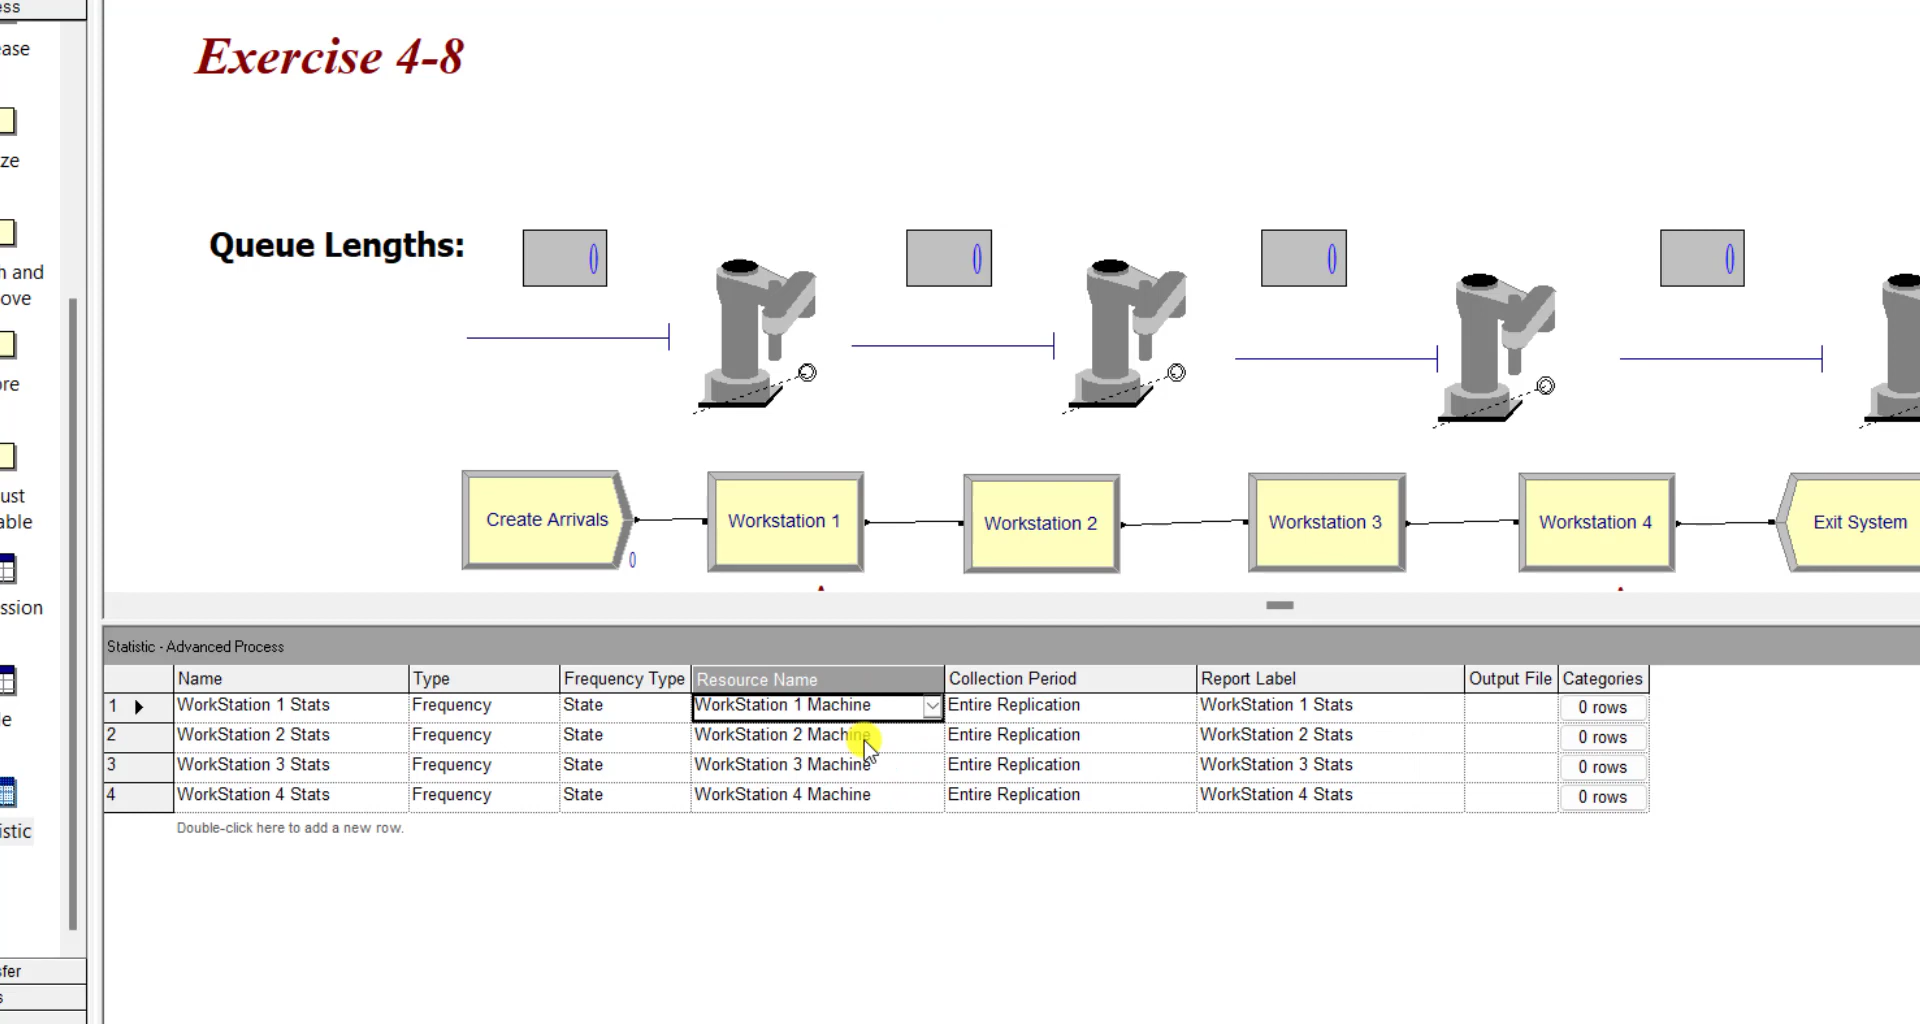 ess
ease
ze
n and
ove
ore
ust
able
ssion
le
istic
sfer
s
Exercise 4-8
Queue Lengths:
0 0 0 0
Create Arrivals Workstation 1 Workstation 2 Workstation 3 Workstation 4 Exit System
0
Statistic - Advanced Process
Name Type Frequency Type Resource Name Collection Period Report Label Output File Categories
1 WorkStation 1 Stats Frequency State WorkStation 1 Machine Entire Replication WorkStation 1 Stats 0 rows
2 WorkStation 2 Stats Frequency State WorkStation 2 Machine Entire Replication WorkStation 2 Stats 0 rows
3 WorkStation 3 Stats Frequency State WorkStation 3 Machine Entire Replication WorkStation 3 Stats 0 rows
4 WorkStation 4 Stats Frequency State WorkStation 4 Machine Entire Replication WorkStation 4 Stats 0 rows
Double-click here to add a new row.